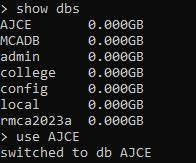 > show dbs
AJCE       0.000GB
MCADB      0.000GB
admin      0.000GB
college    0.000GB
config     0.000GB
local      0.000GB
rmca2023a  0.000GB
> use AJCE
switched to db AJCE